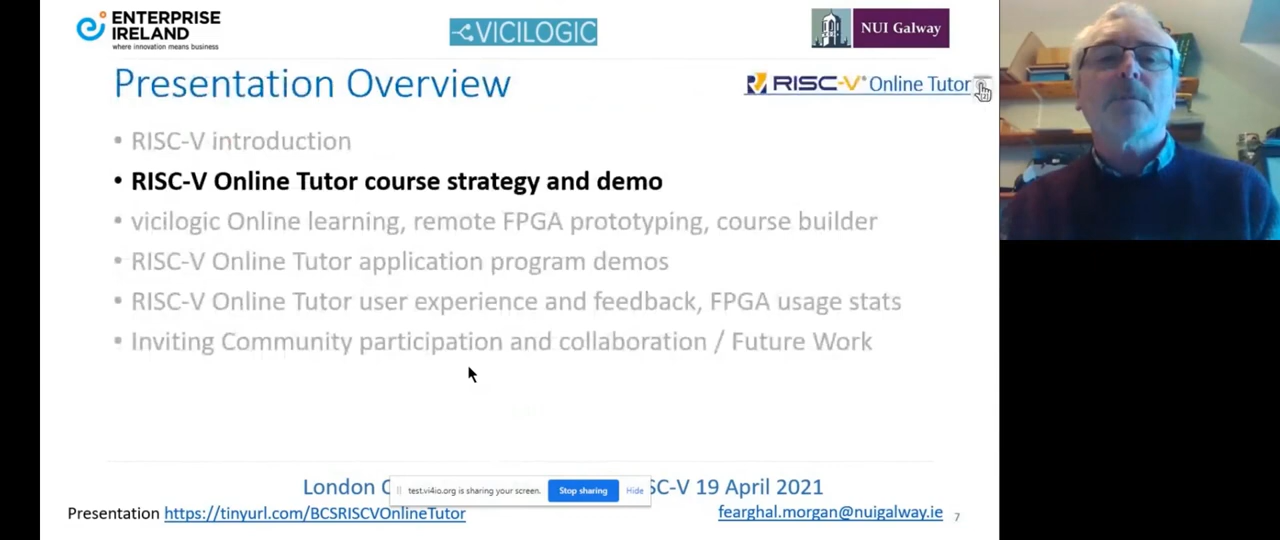 ENTERPRISE
IRELAND
where innovation means business
VICILOGIC
NUI Galway
Presentation Overview
RISC-V® Online Tutor
• RISC-V introduction
• RISC-V Online Tutor course strategy and demo
• vicilogic Online learning, remote FPGA prototyping, course builder
• RISC-V Online Tutor application program demos
• RISC-V Online Tutor user experience and feedback, FPGA usage stats
• Inviting Community participation and collaboration / Future Work
London SC-V 19 April 2021
test.vi4io.org is sharing your screen. Stop sharing Hide
Presentation https://tinyurl.com/BCSRISCVOnlineTutor
fearghal.morgan@nuigalway.ie 7